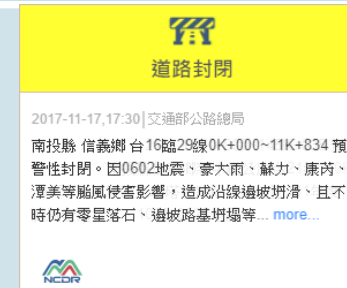 道路封閉
2017-11-17,17:30|交通部公路總局
南投縣 信義鄉 台16臨29線0K+000~11K+834 預
警性封閉。因0602地震、豪大雨、蘇力、康芮、
潭美等颱風侵害影響，造成沿線邊坡坍滑、且不
時仍有零星落石、邊坡路基坍塌等... more...
NCDR